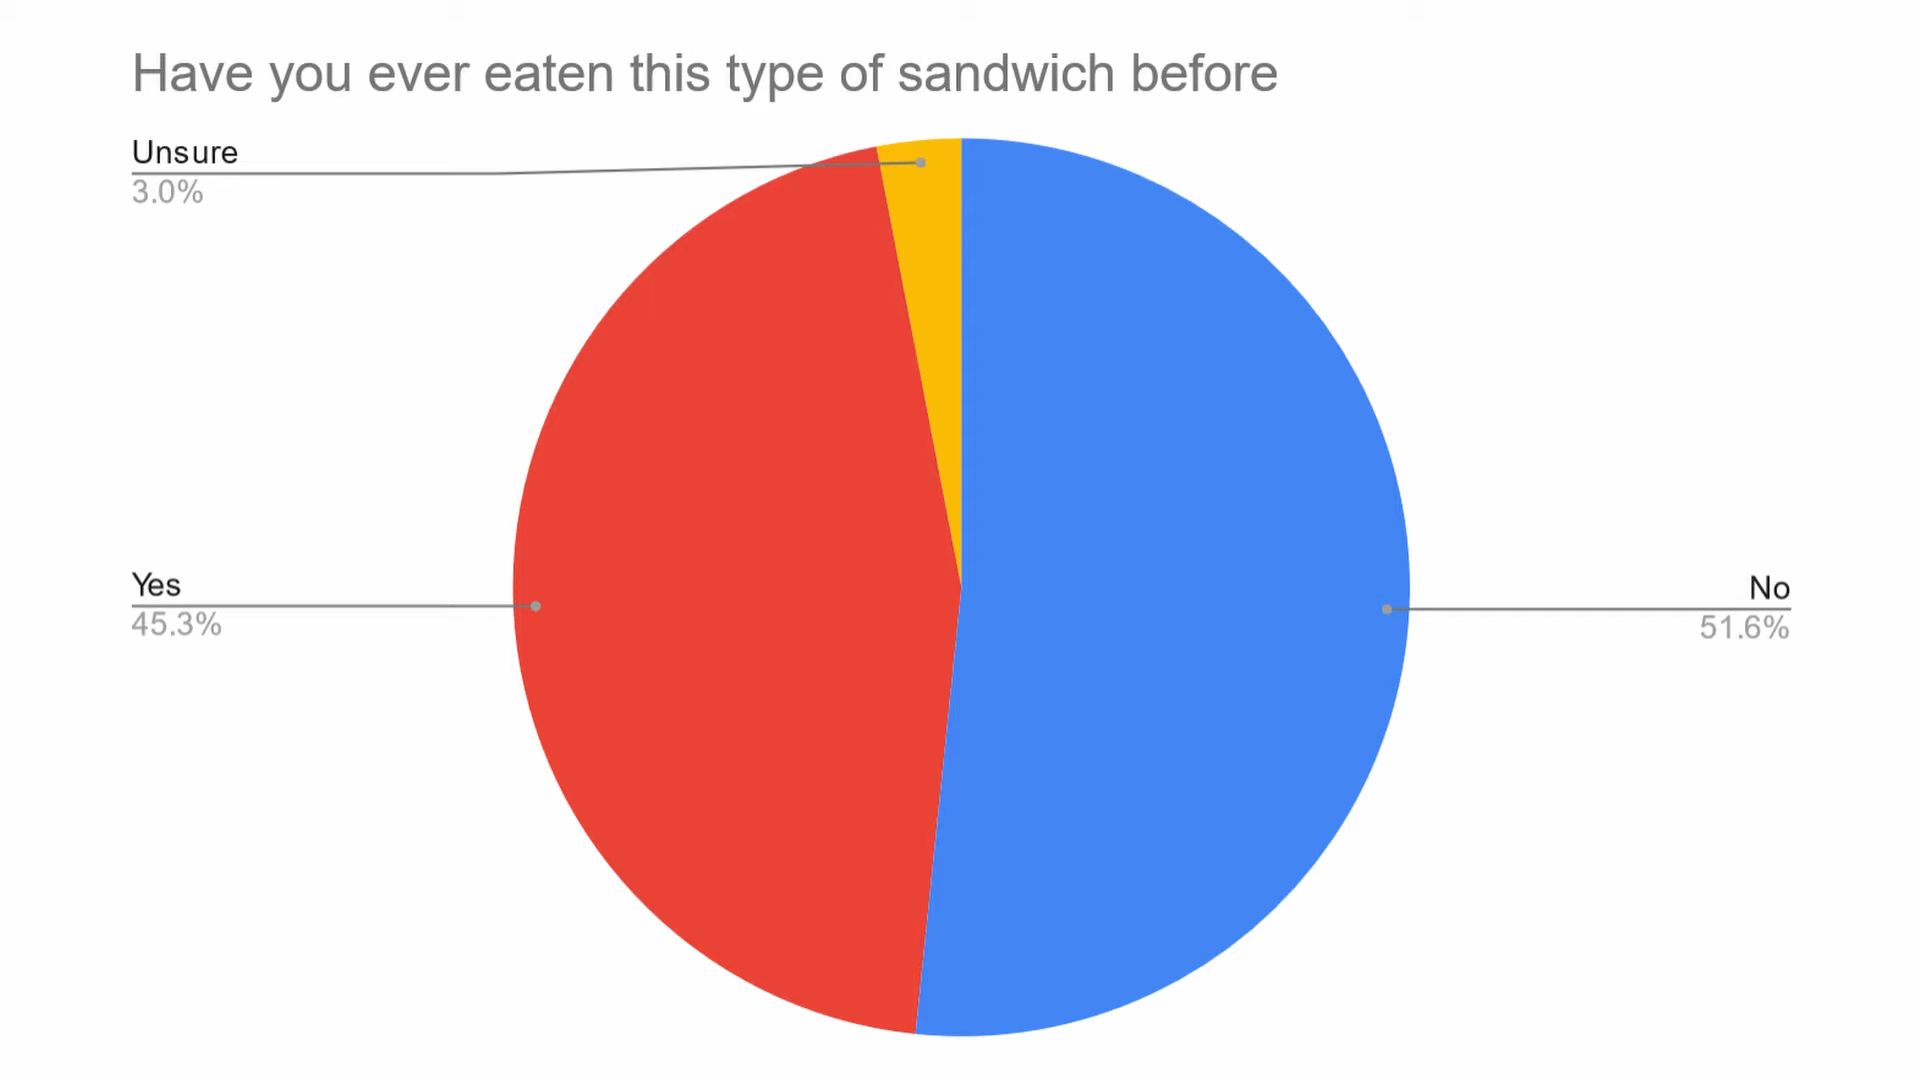 Have you ever eaten this type of sandwich before
Unsure
3.0%
Yes
45.3%
No
51.6%